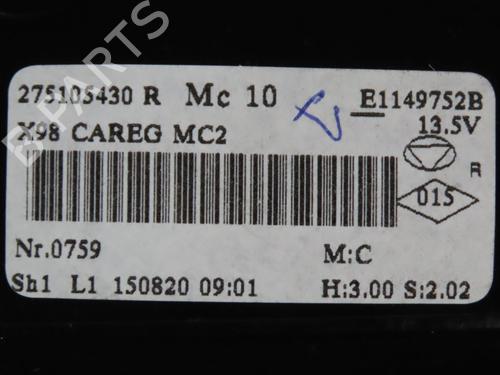 275105430 R Mc 10 E1149752B
X98 CAREG MC2 13.5V
R
015
Nr.0759 M:C
Sh1 L1 150820 09:01 H:3.00 S:2.02
B PARTS